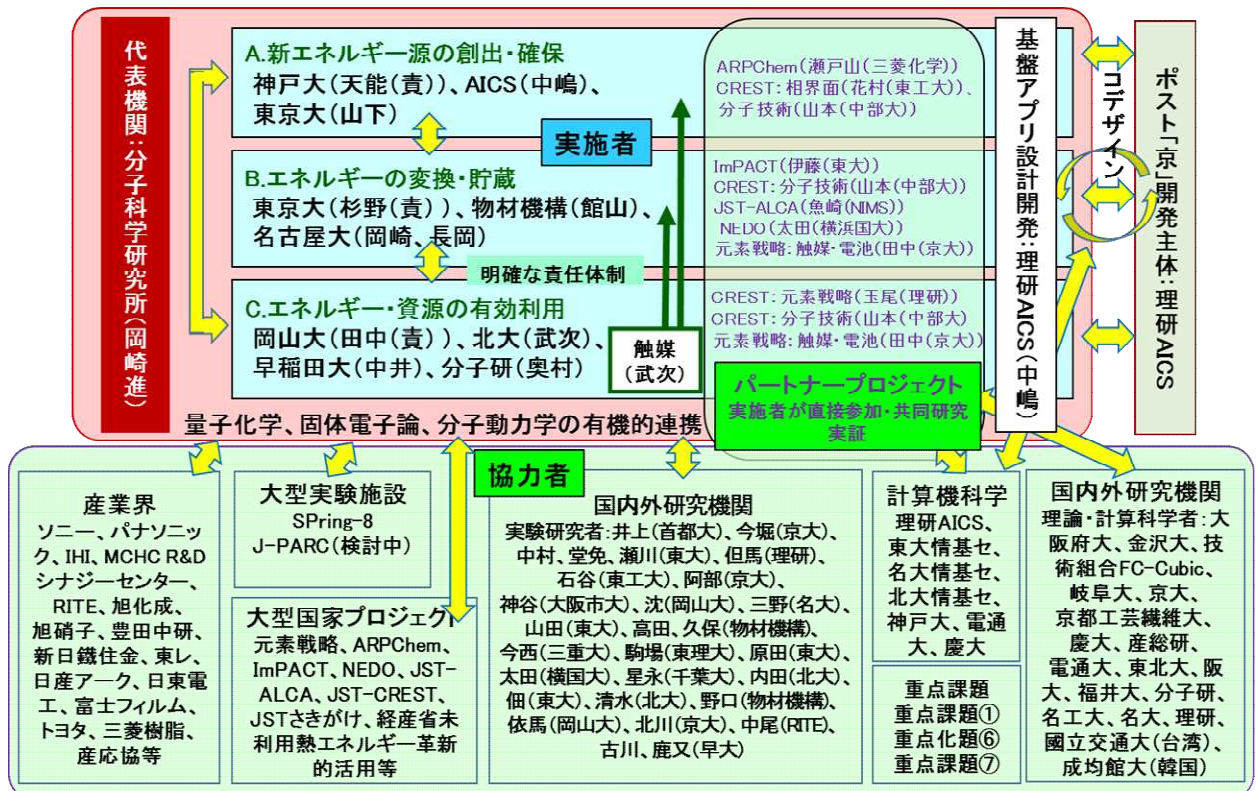 代表機関:分子科学研究所(岡崎進)
A.新エネルギー源の創出・確保
神戸大(天能(責))、AICS(中嶋)、
東京大(山下)
実施者
B.エネルギーの変換・貯蔵
東京大(杉野(責))、物材機構(館山)、
名古屋大(岡崎、長岡)
明確な責任体制
C.エネルギー・資源の有効利用
岡山大(田中(責))、北大(武次)、
早稲田大(中井)、分子研(奥村)
触媒
(武次)
ARPChem(瀬戸山(三菱化学))
CREST:相界面(花村(東工大))、
分子技術(山本(中部大))
ImPACT(伊藤(東大))
CREST:分子技術(山本(中部大))
JST-ALCA(魚崎(NIMS))
NEDO(太田(横浜国大))
元素戦略:触媒・電池(田中(京大))
CREST:元素戦略(玉尾(理研))
CREST:分子技術(山本(中部大)
元素戦略:触媒・電池(田中(京大))
パートナープロジェクト
実施者が直接参加・共同研究
実証
基盤アプリ設計開発:理研AICS(中嶋)
コデザイン
ポスト「京」開発主体:理研AICS
量子化学、固体電子論、分子動力学の有機的連携
協力者
産業界
ソニー、パナソニッ
ク、IHI、MCHC R&D
シナジーセンター、
RITE、旭化成、
旭硝子、豊田中研、
新日鐵住金、東レ、
日産アーク、日東電
工、富士フィルム、
トヨタ、三菱樹脂、
産応協等
大型実験施設
SPring-8
J-PARC(検討中)
大型国家プロジェクト
元素戦略、ARPChem、
ImPACT、NEDO、JST-
ALCA、JST-CREST、
JSTさきがけ、経産省未
利用熱エネルギー革新
的活用等
国内外研究機関
実験研究者:井上(首都大)、今堀(京大)、
中村、堂免、瀬川(東大)、但馬(理研)、
石谷(東工大)、阿部(京大)、
神谷(大阪市大)、沈(岡山大)、三野(名大)、
山田(東大)、高田、久保(物材機構)、
今西(三重大)、駒場(東理大)、原田(東大)、
太田(横国大)、星永(千葉大)、内田(北大)、
佃(東大)、清水(北大)、野口(物材機構)、
依馬(岡山大)、北川(京大)、中尾(RITE)、
古川、鹿又(早大)
計算機科学
理研AICS、
東大情基セ、
名大情基セ、
北大情基セ、
神戸大、電通
大、慶大
重点課題
重点課題①
重点化題⑥
重点課題⑦
国内外研究機関
理論・計算科学者:大
阪府大、金沢大、技
術組合FC-Cubic、
岐阜大、京大、
京都工芸繊維大、
慶大、産総研、
電通大、東北大、阪
大、福井大、分子研、
名工大、名大、理研、
國立交通大(台湾)、
成均館大(韓国)